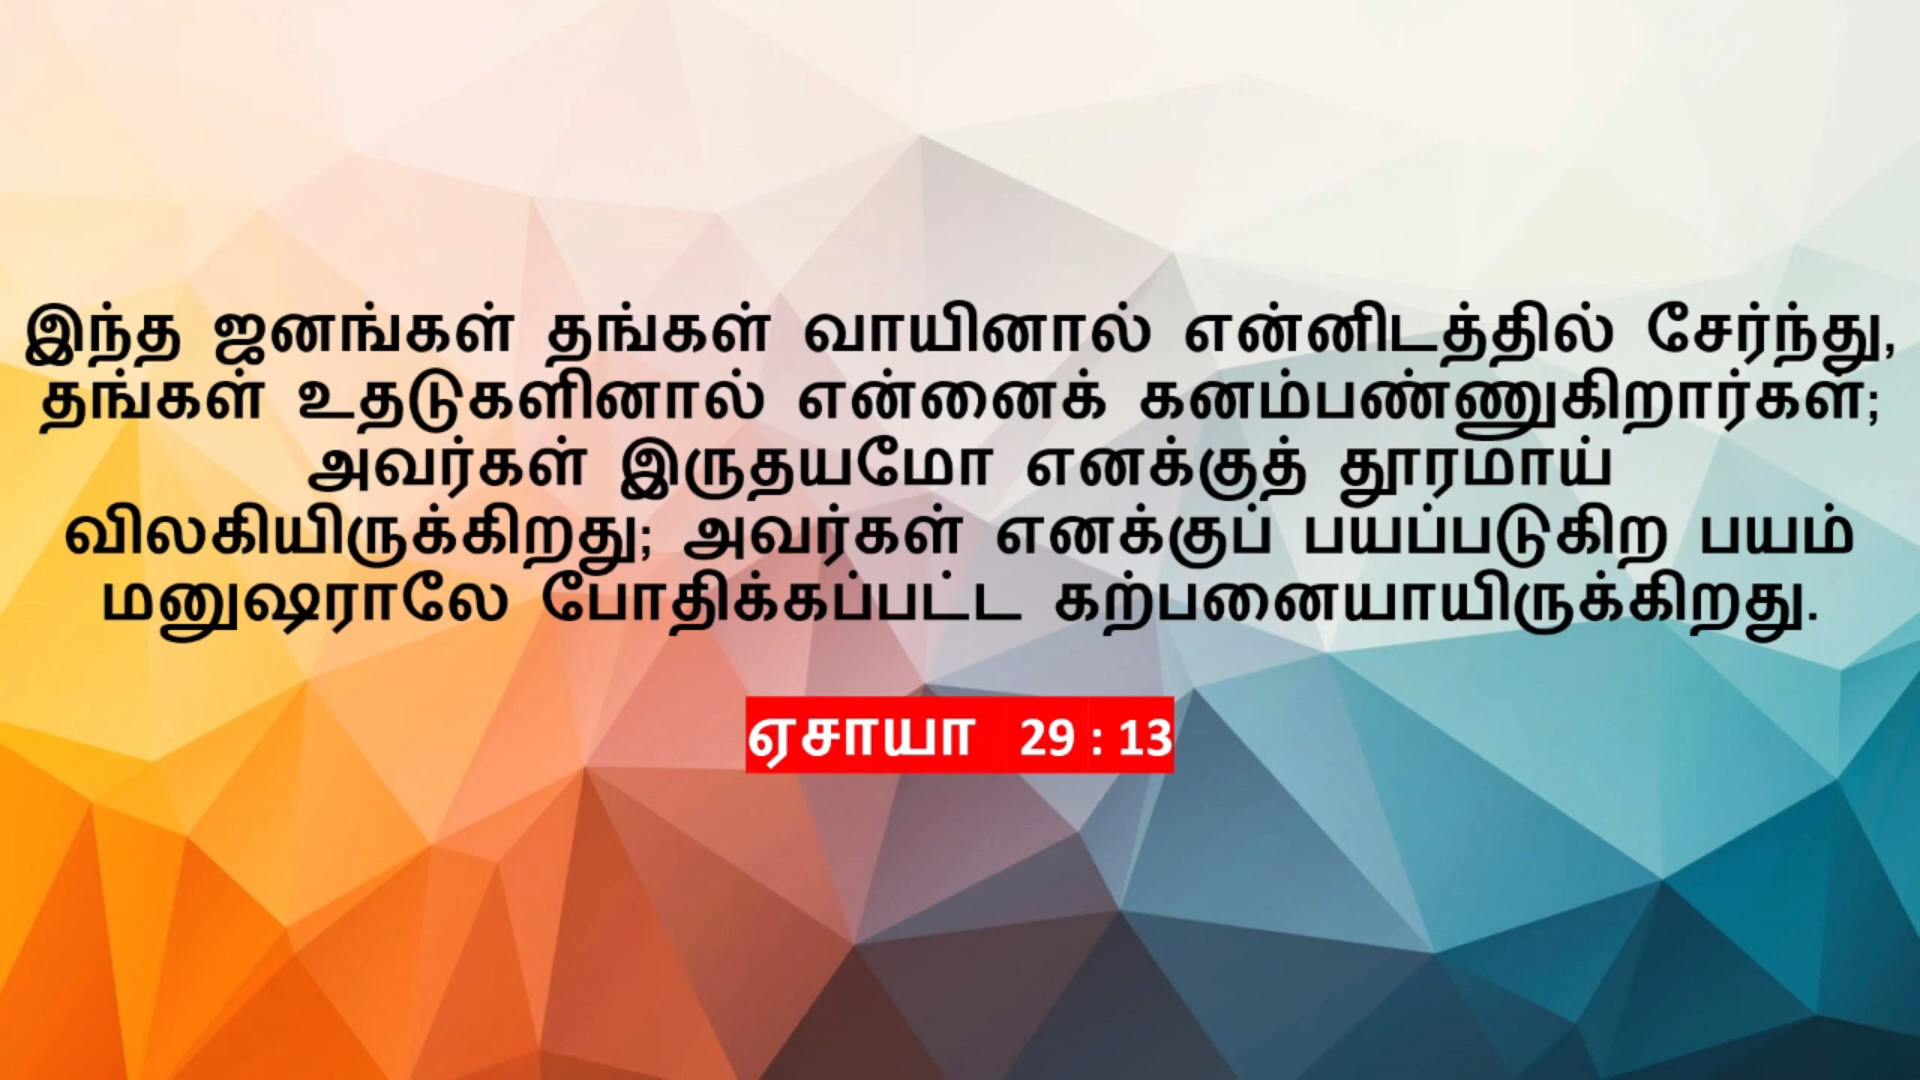 இந்த ஜனங்கள் தங்கள் வாயினால் என்னிடத்தில் சேர்ந்து,
தங்கள் உதடுகளினால் என்னைக் கனம்பண்ணுகிறார்கள்;
அவர்கள் இருதயமோ எனக்குத் தூரமாய்
விலகியிருக்கிறது; அவர்கள் எனக்குப் பயப்படுகிற பயம்
மனுஷராலே போதிக்கப்பட்ட கற்பனையாயிருக்கிறது.
ஏசாயா 29 : 13